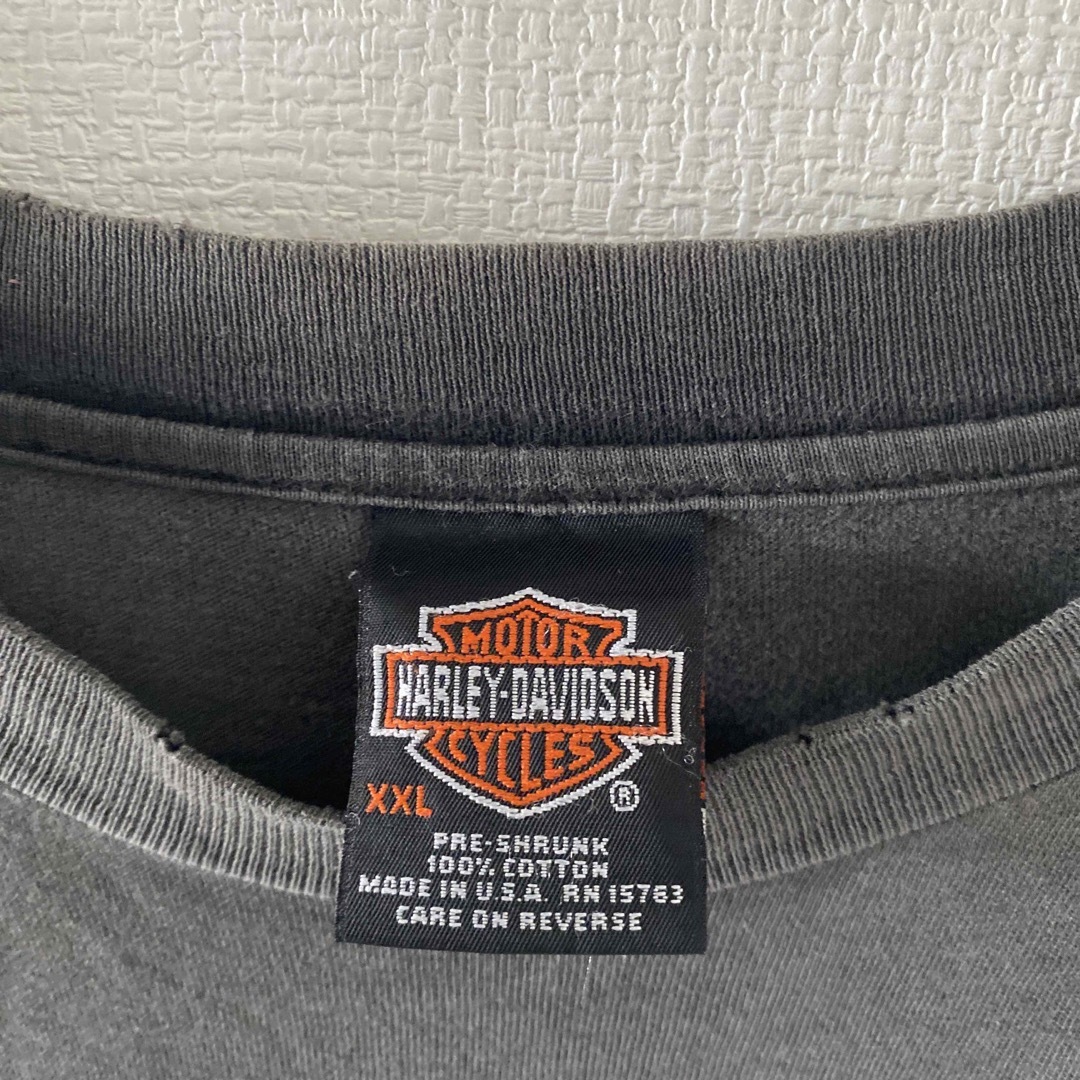 MOTOR
HARLEY-DAVIDSON
CYCLES
XXL ®
PRE-SHRUNK
100% COTTON
MADE IN U.S.A. RN 15763
CARE ON REVERSE